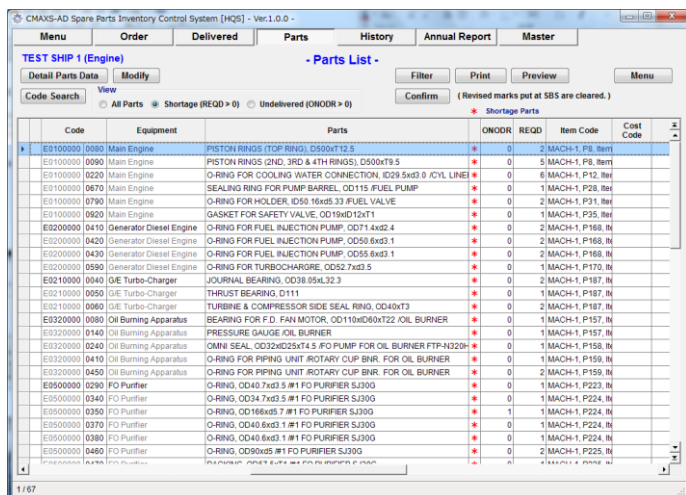 CMAXS-AD Spare Parts Inventory Control System [HQS] - Ver.1.0.0 -
Menu Order Delivered Parts History Annual Report Master
TEST SHIP 1 (Engine) - Parts List -
Detail Parts Data Modify Filter Print Preview Menu
Code Search View All Parts Shortage (REQD > 0) Undelivered (ONODR > 0) Confirm ( Revised marks put at SBS are cleared. )
* Shortage Parts
Code Equipment Parts ONODR REQD Item Code Cost Code
E0100000 0080 Main Engine PISTON RINGS (TOP RING), D500xT12.5 * 0 2 MACH-1, P8, Item
E0100000 0090 Main Engine PISTON RINGS (2ND, 3RD & 4TH RINGS), D500xT9.5 * 0 5 MACH-1, P8, Item
E0100000 0220 Main Engine O-RING FOR COOLING WATER CONNECTION, ID29.5xd3.0 /CYL LINE * 0 6 MACH-1, P12, Iter
E0100000 0670 Main Engine SEALING RING FOR PUMP BARREL, OD115 /FUEL PUMP * 0 1 MACH-1, P28, Iter
E0100000 0790 Main Engine O-RING FOR HOLDER, ID50.16xd5.33 /FUEL VALVE * 0 2 MACH-1, P31, Iter
E0100000 0920 Main Engine GASKET FOR SAFETY VALVE, OD19xID12xT1 * 0 1 MACH-1, P35, Iter
E0200000 0410 Generator Diesel Engine O-RING FOR FUEL INJECTION PUMP, OD71.4xd2.4 * 0 2 MACH-1, P168, Ite
E0200000 0420 Generator Diesel Engine O-RING FOR FUEL INJECTION PUMP, OD50.6xd3.1 * 0 2 MACH-1, P168, Ite
E0200000 0430 Generator Diesel Engine O-RING FOR FUEL INJECTION PUMP, OD55.6xd3.1 * 0 2 MACH-1, P168, Ite
E0200000 0590 Generator Diesel Engine O-RING FOR TURBOCHARGRE, OD52.7xd3.5 * 0 1 MACH-1, P170, Ite
E0210000 0040 G/E Turbo-Charger JOURNAL BEARING, OD38.05xL32.3 * 0 2 MACH-1, P187, Ite
E0210000 0050 G/E Turbo-Charger THRUST BEARING, D111 * 0 1 MACH-1, P187, Ite
E0210000 0060 G/E Turbo-Charger TURBINE & COMPRESSOR SIDE SEAL RING, OD40xT3 * 0 2 MACH-1, P187, Ite
E0320000 0080 Oil Burning Apparatus BEARING FOR F.D. FAN MOTOR, OD110xID60xT22 /OIL BURNER * 0 1 MACH-1, P157, Ite
E0320000 0140 Oil Burning Apparatus PRESSURE GAUGE /OIL BURNER * 0 1 MACH-1, P157, Ite
E0320000 0240 Oil Burning Apparatus OMNI SEAL, OD32xID25xT4.5 /FO PUMP FOR OIL BURNER FTP-N320H * 0 1 MACH-1, P158, Ite
E0320000 0410 Oil Burning Apparatus O-RING FOR PIPING UNIT /ROTARY CUP BNR. FOR OIL BURNER * 0 1 MACH-1, P159, Ite
E0320000 0450 Oil Burning Apparatus O-RING FOR PIPING UNIT /ROTARY CUP BNR. FOR OIL BURNER * 0 2 MACH-1, P159, Ite
E0500000 0290 FO Purifier O-RING, OD40.7xd3.5 /#1 FO PURIFIER SJ30G * 0 1 MACH-1, P223, Ite
E0500000 0340 FO Purifier O-RING, OD34.7xd3.5 /#1 FO PURIFIER SJ30G * 0 1 MACH-1, P224, Ite
E0500000 0350 FO Purifier O-RING, OD166xd5.7 /#1 FO PURIFIER SJ30G * 1 1 MACH-1, P224, Ite
E0500000 0370 FO Purifier O-RING, OD40.6xd3.1 /#1 FO PURIFIER SJ30G * 0 1 MACH-1, P224, Ite
E0500000 0380 FO Purifier O-RING, OD40.6xd3.1 /#1 FO PURIFIER SJ30G * 0 1 MACH-1, P224, Ite
E0500000 0460 FO Purifier O-RING, OD90xd5 /#1 FO PURIFIER SJ30G * 0 2 MACH-1, P225, Ite
1 / 67